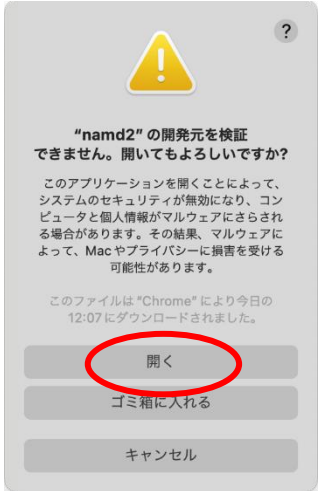 ?
“namd2” の開発元を検証
できません。開いてもよろしいですか?
このアプリケーションを開くことによって、
システムのセキュリティが無効になり、コン
ピュータと個人情報がマルウェアにさらされ
る場合があります。その結果、マルウェアに
よって、Mac やプライバシーに損害を受ける
可能性があります。
このファイルは “Chrome” により今日の
12:07 にダウンロードされました。
開く
ゴミ箱に入れる
キャンセル